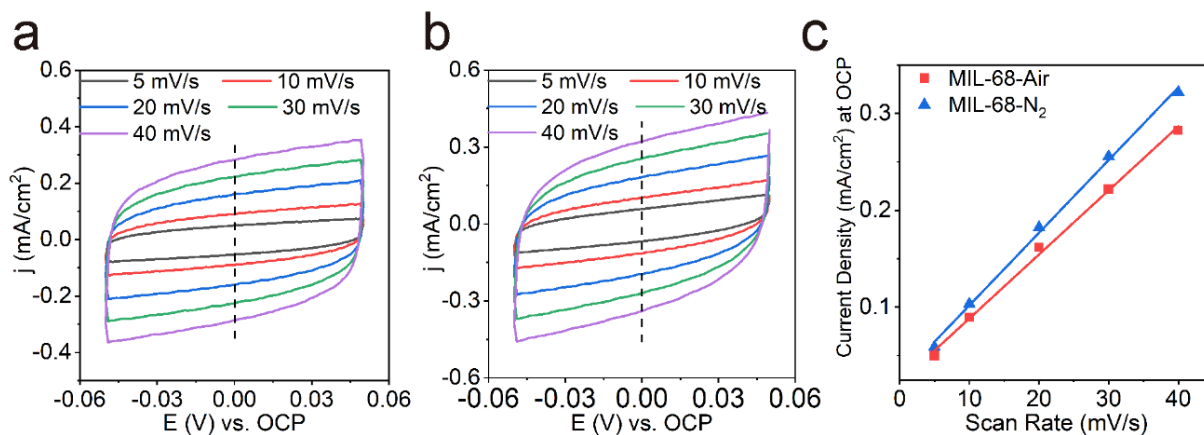 a
5 mV/s 10 mV/s
20 mV/s 30 mV/s
40 mV/s
j (mA/cm²)
0.6
0.4
0.2
0.0
-0.2
-0.4
-0.06 -0.03 0.00 0.03 0.06
E (V) vs. OCP
b
5 mV/s 10 mV/s
20 mV/s 30 mV/s
40 mV/s
j (mA/cm²)
0.6
0.3
0.0
-0.3
-0.6
-0.06 -0.03 0.00 0.03 0.06
E (V) vs. OCP
c
MIL-68-Air
MIL-68-N₂
Current Density (mA/cm²) at OCP
0.3
0.2
0.1
0 10 20 30 40
Scan Rate (mV/s)